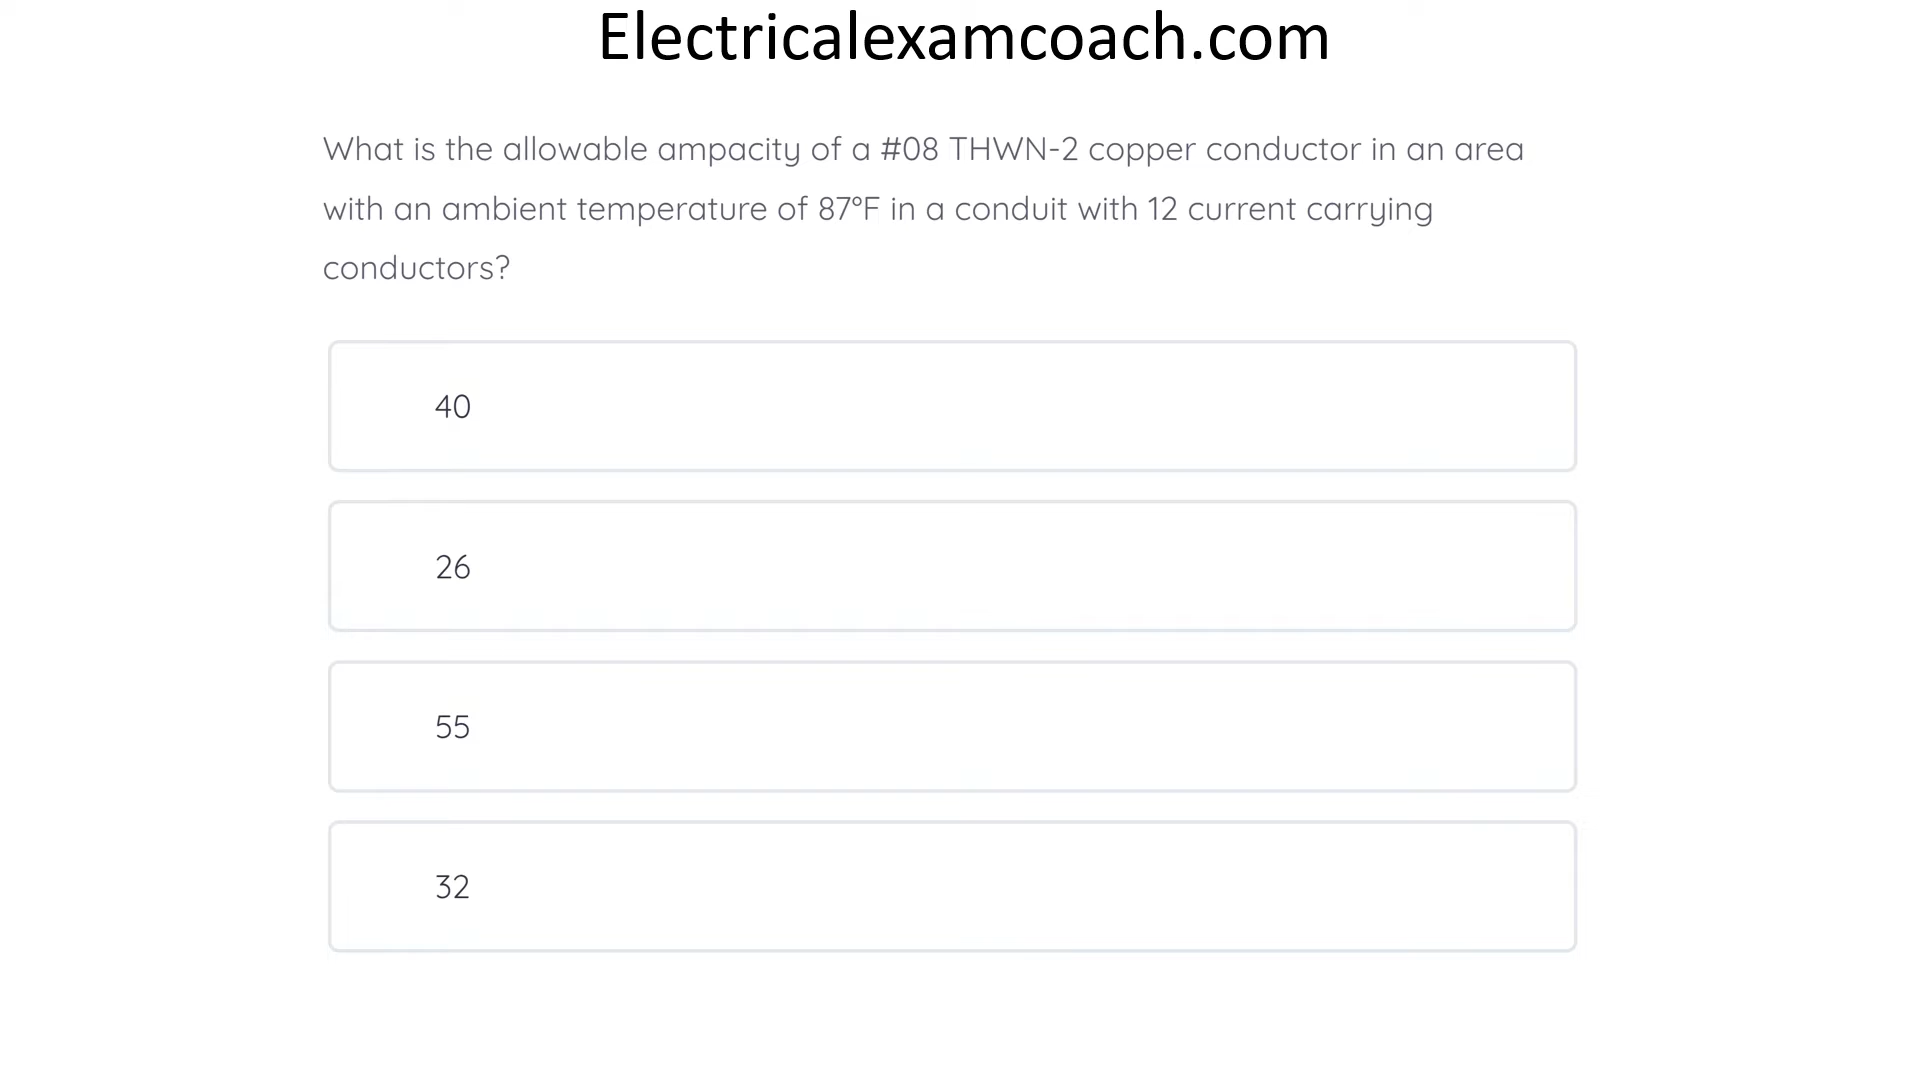 Electricalexamcoach.com
What is the allowable ampacity of a #08 THWN-2 copper conductor in an area
with an ambient temperature of 87°F in a conduit with 12 current carrying
conductors?
40
26
55
32